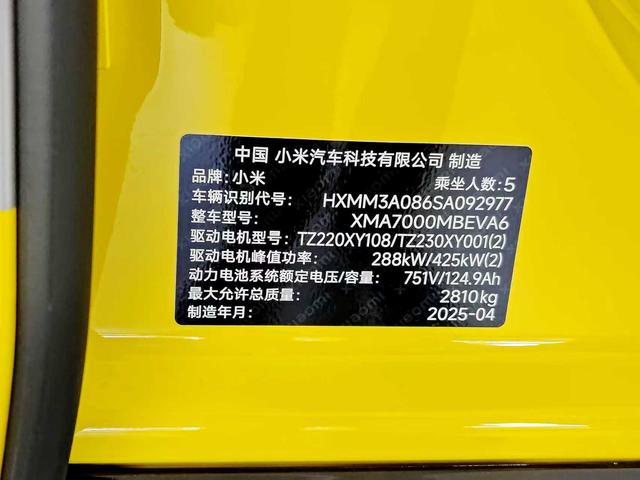 中国 小米汽车科技有限公司 制造
品牌: 小米 乘坐人数: 5
车辆识别代号: HXMM3A086SA092977
整车型号: XMA7000MBEVA6
驱动电机型号: TZ220XY108/TZ230XY001(2)
驱动电机峰值功率: 288kW/425kW(2)
动力电池系统额定电压/容量: 751V/124.9Ah
最大允许总质量: 2810kg
制造年月: 2025-04